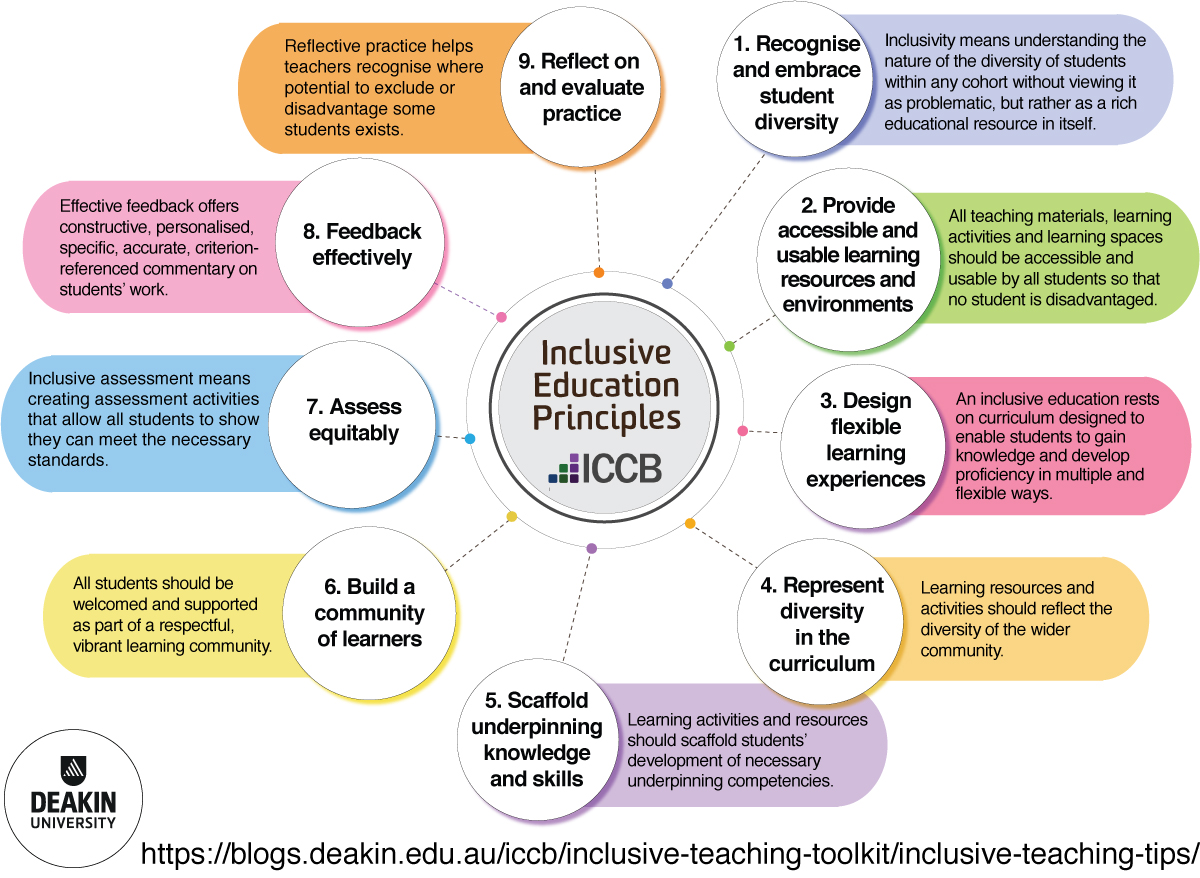 Inclusive
Education
Principles
ICCB
1. Recognise
and embrace
student
diversity
Inclusivity means understanding the
nature of the diversity of students
within any cohort without viewing it
as problematic, but rather as a rich
educational resource in itself.
2. Provide
accessible and
usable learning
resources and
environments
All teaching materials, learning
activities and learning spaces
should be accessible and
usable by all students so that
no student is disadvantaged.
3. Design
flexible
learning
experiences
An inclusive education rests
on curriculum designed to
enable students to gain
knowledge and develop
proficiency in multiple and
flexible ways.
4. Represent
diversity
in the
curriculum
Learning resources and
activities should reflect the
diversity of the wider
community.
5. Scaffold
underpinning
knowledge
and skills
Learning activities and resources
should scaffold students’
development of necessary
underpinning competencies.
6. Build a
community
of learners
All students should be
welcomed and supported
as part of a respectful,
vibrant learning community.
7. Assess
equitably
Inclusive assessment means
creating assessment activities
that allow all students to show
they can meet the necessary
standards.
8. Feedback
effectively
Effective feedback offers
constructive, personalised,
specific, accurate, criterion-
referenced commentary on
students’ work.
9. Reflect on
and evaluate
practice
Reflective practice helps
teachers recognise where
potential to exclude or
disadvantage some
students exists.
DEAKIN
UNIVERSITY
https://blogs.deakin.edu.au/iccb/inclusive-teaching-toolkit/inclusive-teaching-tips/